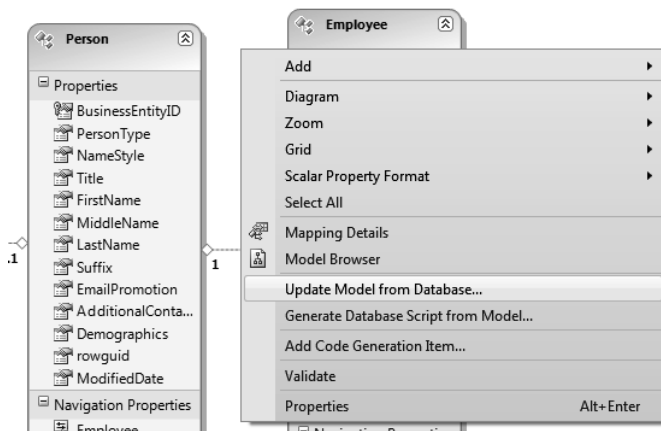 Person
Properties
BusinessEntityID
PersonType
NameStyle
Title
FirstName
MiddleName
LastName
Suffix
EmailPromotion
AdditionalConta...
Demographics
rowguid
ModifiedDate
Navigation Properties
Employee
.1
1
Employee
Add
Diagram
Zoom
Grid
Scalar Property Format
Select All
Mapping Details
Model Browser
Update Model from Database...
Generate Database Script from Model...
Add Code Generation Item...
Validate
Properties Alt+Enter
Navigation